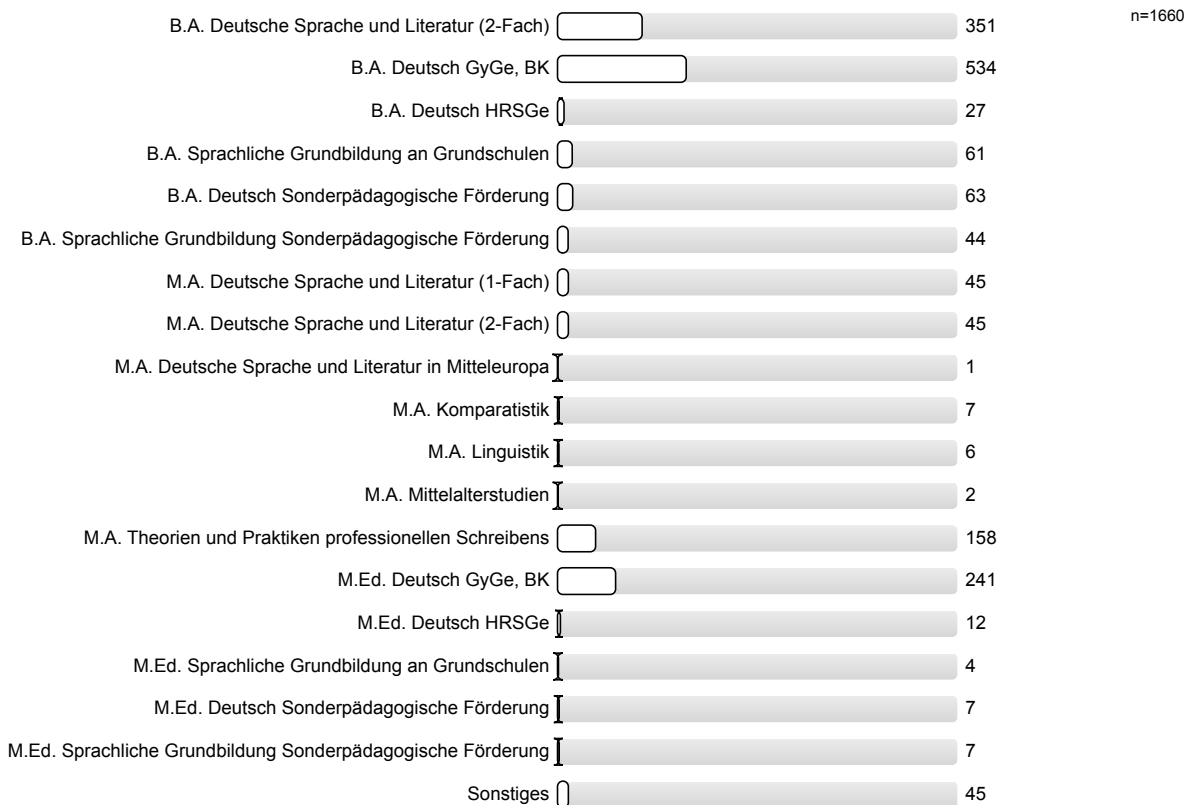 B.A. Deutsche Sprache und Literatur (2-Fach) 351 n=1660
B.A. Deutsch GyGe, BK 534
B.A. Deutsch HRSGe 27
B.A. Sprachliche Grundbildung an Grundschulen 61
B.A. Deutsch Sonderpädagogische Förderung 63
B.A. Sprachliche Grundbildung Sonderpädagogische Förderung 44
M.A. Deutsche Sprache und Literatur (1-Fach) 45
M.A. Deutsche Sprache und Literatur (2-Fach) 45
M.A. Deutsche Sprache und Literatur in Mitteleuropa 1
M.A. Komparatistik 7
M.A. Linguistik 6
M.A. Mittelalterstudien 2
M.A. Theorien und Praktiken professionellen Schreibens 158
M.Ed. Deutsch GyGe, BK 241
M.Ed. Deutsch HRSGe 12
M.Ed. Sprachliche Grundbildung an Grundschulen 4
M.Ed. Deutsch Sonderpädagogische Förderung 7
M.Ed. Sprachliche Grundbildung Sonderpädagogische Förderung 7
Sonstiges 45